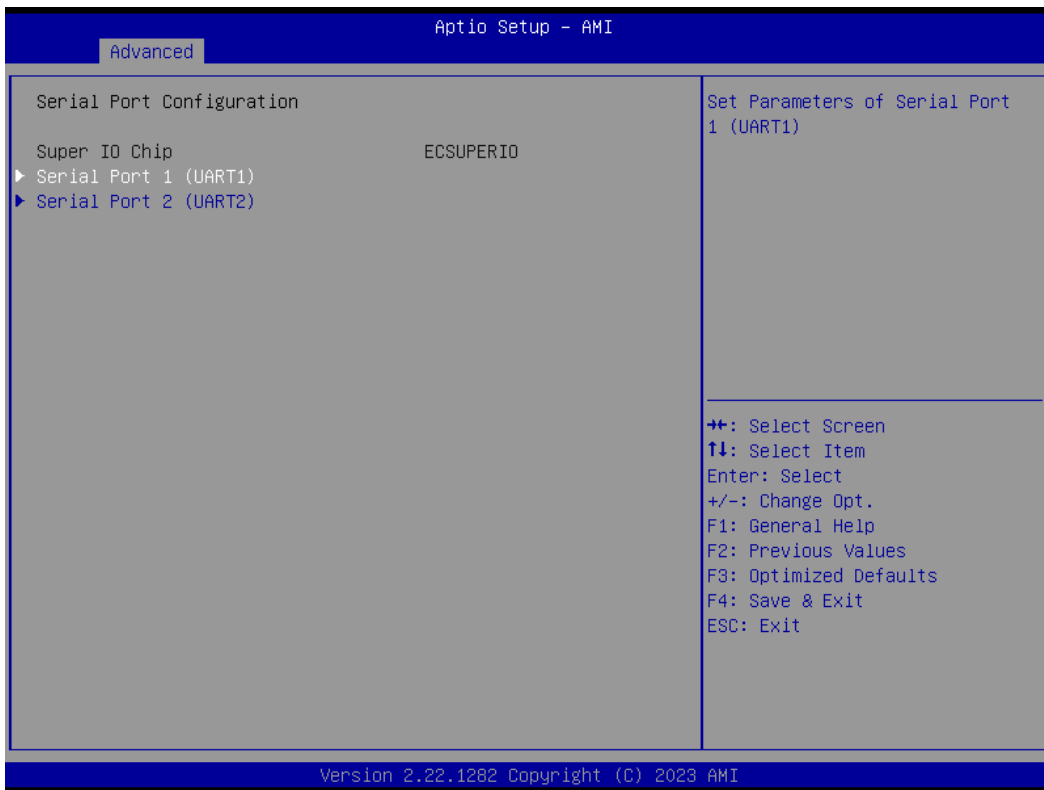 Aptio Setup – AMI
Advanced
Serial Port Configuration
Super IO Chip ECSUPERIO
▶ Serial Port 1 (UART1)
▶ Serial Port 2 (UART2)
Set Parameters of Serial Port
1 (UART1)
→←: Select Screen
↑↓: Select Item
Enter: Select
+/-: Change Opt.
F1: General Help
F2: Previous Values
F3: Optimized Defaults
F4: Save & Exit
ESC: Exit
Version 2.22.1282 Copyright (C) 2023 AMI